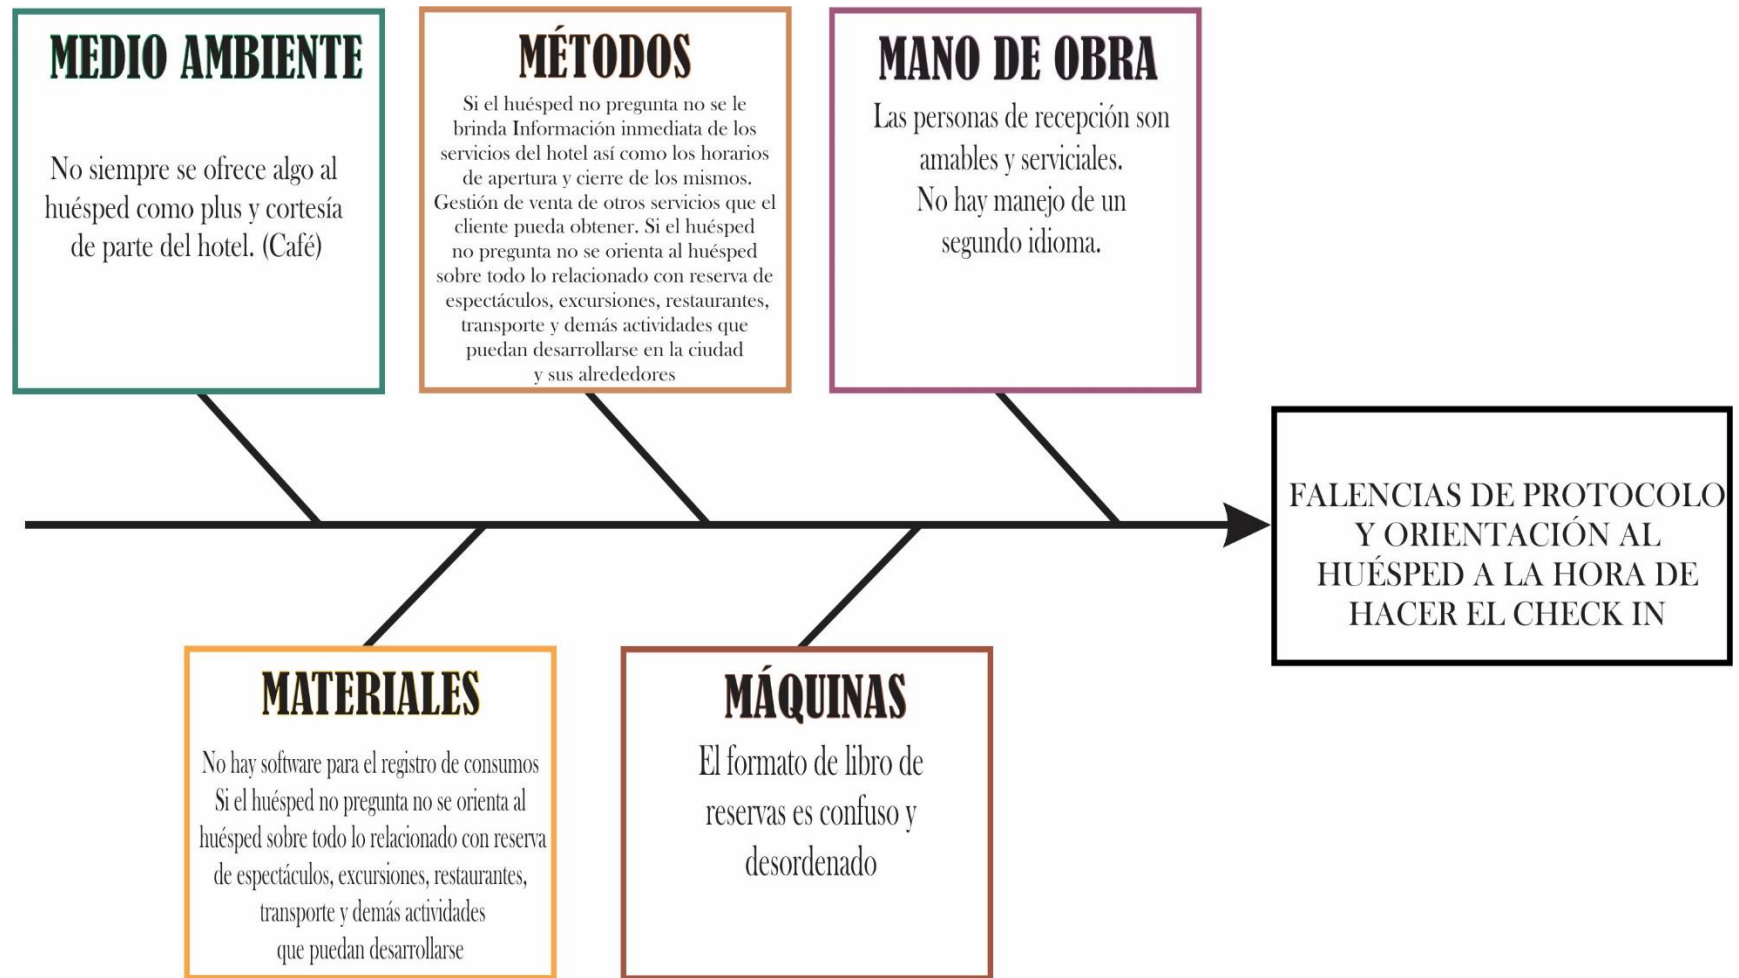 MEDIO AMBIENTE
No siempre se ofrece algo al
huésped como plus y cortesía
de parte del hotel. (Café)
MÉTODOS
Si el huésped no pregunta no se le
brinda Información inmediata de los
servicios del hotel así como los horarios
de apertura y cierre de los mismos.
Gestión de venta de otros servicios que el
cliente pueda obtener. Si el huésped
no pregunta no se orienta al huésped
sobre todo lo relacionado con reserva de
espectáculos, excursiones, restaurantes,
transporte y demás actividades que
puedan desarrollarse en la ciudad
y sus alrededores
MANO DE OBRA
Las personas de recepción son
amables y serviciales.
No hay manejo de un
segundo idioma.
FALENCIAS DE PROTOCOLO
Y ORIENTACIÓN AL
HUÉSPED A LA HORA DE
HACER EL CHECK IN
MATERIALES
No hay software para el registro de consumos
Si el huésped no pregunta no se orienta al
huésped sobre todo lo relacionado con reserva
de espectáculos, excursiones, restaurantes,
transporte y demás actividades
que puedan desarrollarse
MÁQUINAS
El formato de libro de
reservas es confuso y
desordenado